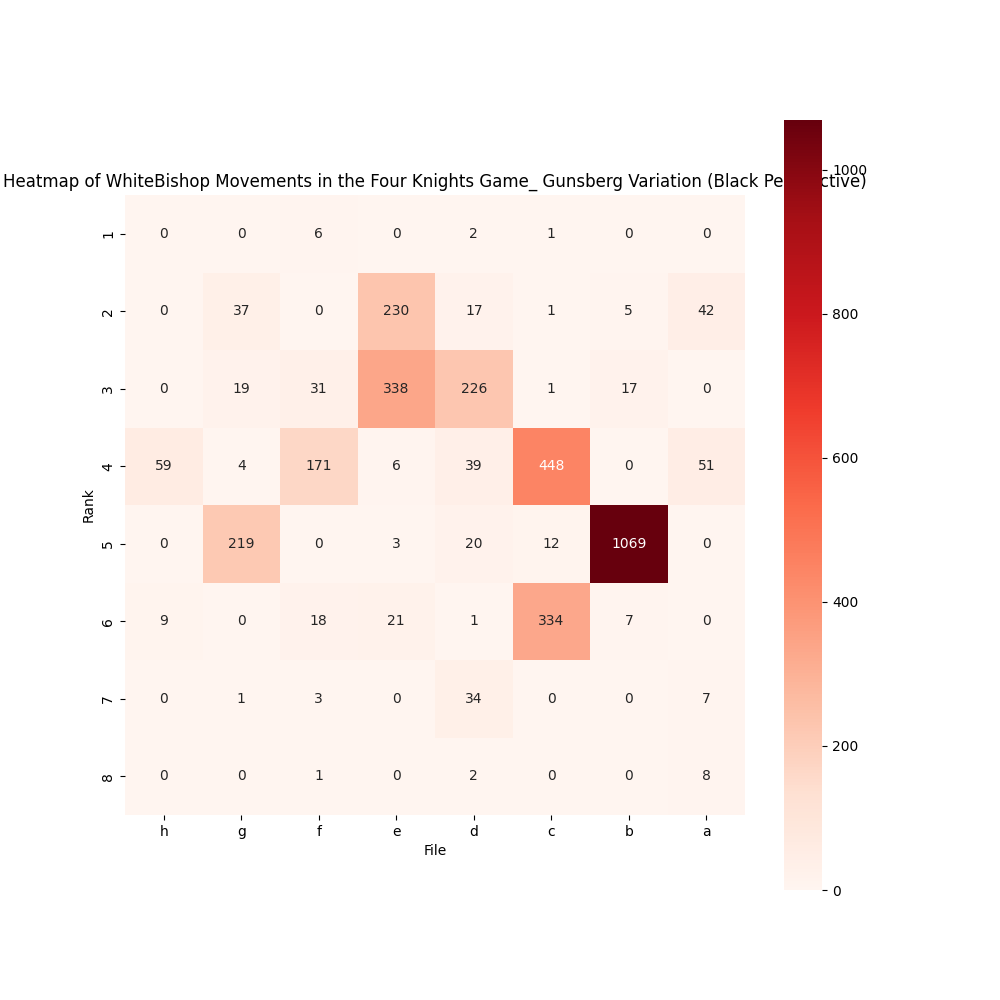 Heatmap of WhiteBishop Movements in the Four Knights Game_ Gunsberg Variation (Black Pe ctive)
1000
1 0 0 6 0 2 1 0 0
2 0 37 0 230 17 1 5 42
800
3 0 19 31 338 226 1 17 0
4 59 4 171 6 39 448 0 51
600
Rank
5 0 219 0 3 20 12 1069 0
400
6 9 0 18 21 1 334 7 0
7 0 1 3 0 34 0 0 7
200
8 0 0 1 0 2 0 0 8
h g f e d c b a
File
0